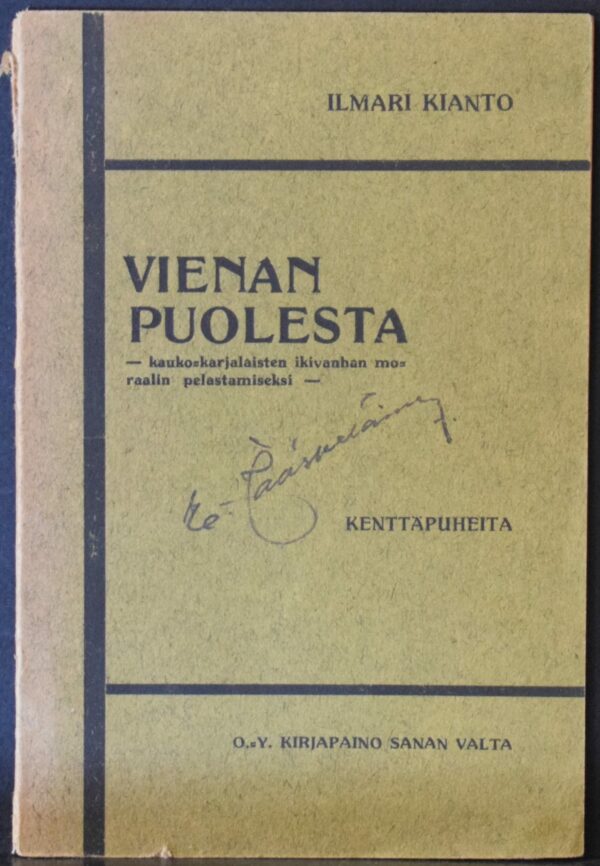 ILMARI KIANTO
VIENAN
PUOLESTA
— kauko=karjalaisten ikivanhan mo=
raalin pelastamiseksi —
KENTTÄPUHEITA
O.=Y. KIRJAPAINO SANAN VALTA